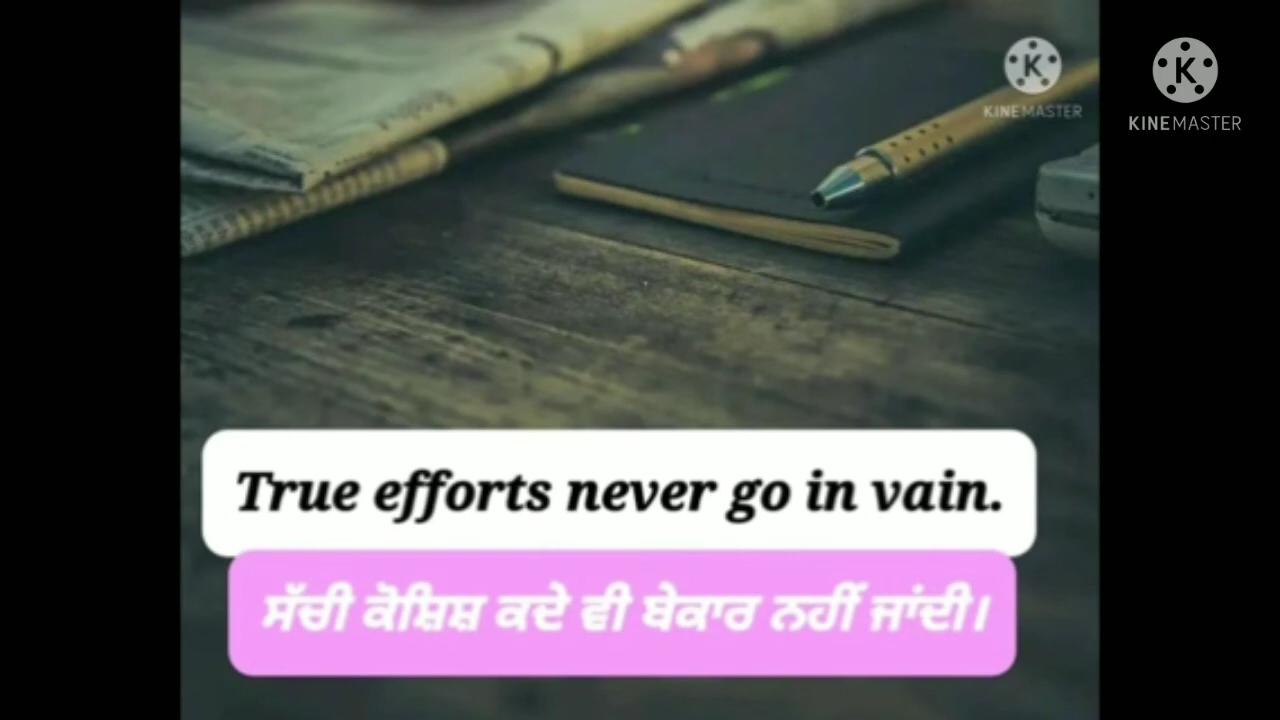 K
KINEMASTER
K
KINEMASTER
True efforts never go in vain.
ਸੱਚੀ ਕੋਸ਼ਿਸ਼ ਕਦੇ ਵੀ ਬੇਕਾਰ ਨਹੀਂ ਜਾਂਦੀ।